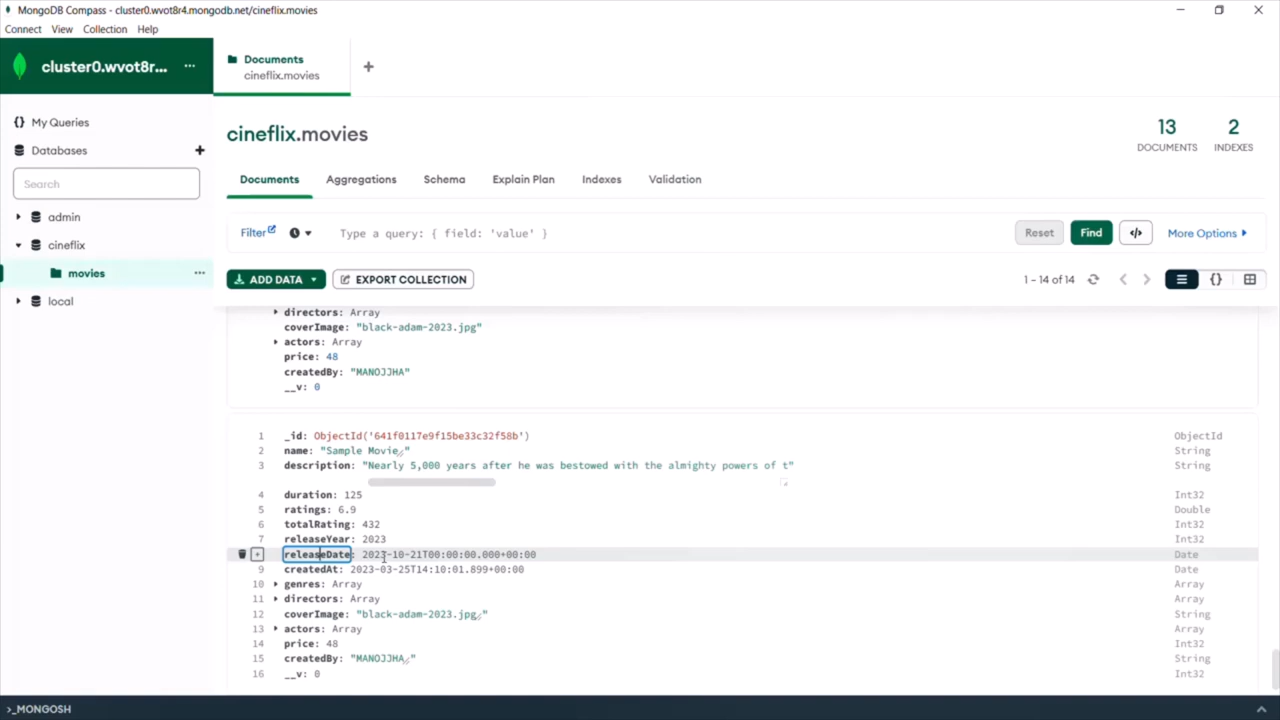 MongoDB Compass - cluster0.wvot8r4.mongodb.net/cineflix.movies
Connect View Collection Help
cluster0.wvot8r... ...
Documents
cineflix.movies
+
My Queries
Databases +
Search
admin
cineflix
movies ...
local
cineflix.movies
13
DOCUMENTS
2
INDEXES
Documents Aggregations Schema Explain Plan Indexes Validation
Filter Type a query: { field: 'value' } Reset Find </> More Options
ADD DATA EXPORT COLLECTION 1 – 14 of 14 {}
directors: Array
coverImage: "black-adam-2023.jpg"
actors: Array
price: 48
createdBy: "MANOJJHA"
__v: 0
1 _id: ObjectId('641f0117e9f15be33c32f58b') ObjectId
2 name: "Sample Movie" String
3 description: "Nearly 5,000 years after he was bestowed with the almighty powers of t" String
4 duration: 125 Int32
5 ratings: 6.9 Double
6 totalRating: 432 Int32
7 releaseYear: 2023 Int32
releaseDate: 2023-10-21T00:00:00.000+00:00 Date
9 createdAt: 2023-03-25T14:10:01.899+00:00 Date
10 genres: Array Array
11 directors: Array Array
12 coverImage: "black-adam-2023.jpg" String
13 actors: Array Array
14 price: 48 Int32
15 createdBy: "MANOJJHA" String
16 __v: 0 Int32
>_MONGOSH